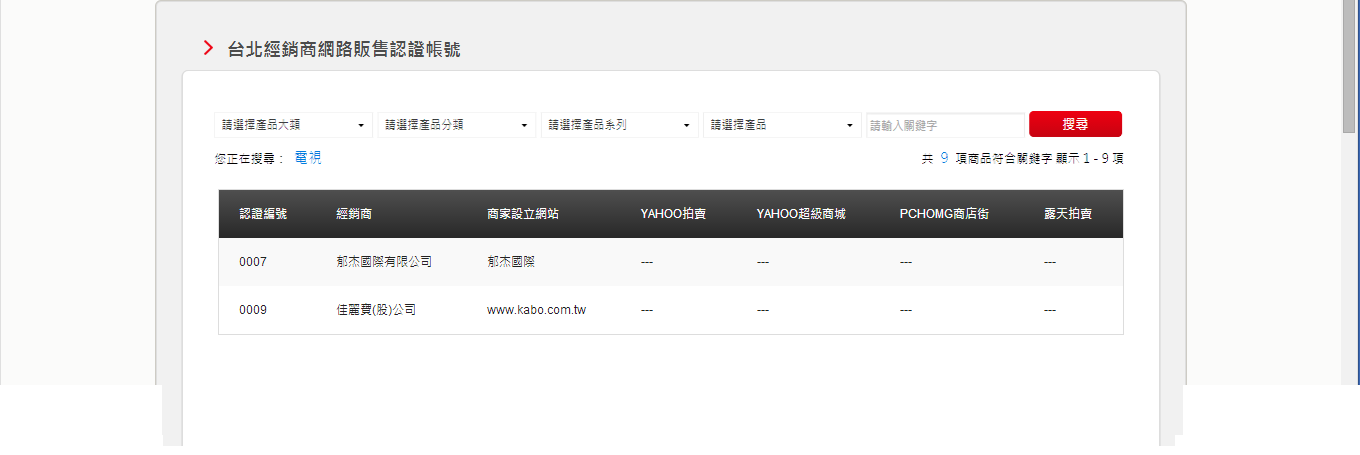 台北經銷商網路販售認證帳號
請選擇產品大類 請選擇產品分類 請選擇產品系列 請選擇產品 請輸入關鍵字 搜尋
您正在搜尋： 電視 共 9 項商品符合關鍵字 顯示 1 - 9 項
認證編號 經銷商 商家設立網站 YAHOO拍賣 YAHOO超級商城 PCHOMG商店街 露天拍賣
0007 郁杰國際有限公司 郁杰國際 --- --- --- ---
0009 佳麗寶(股)公司 www.kabo.com.tw --- --- --- ---